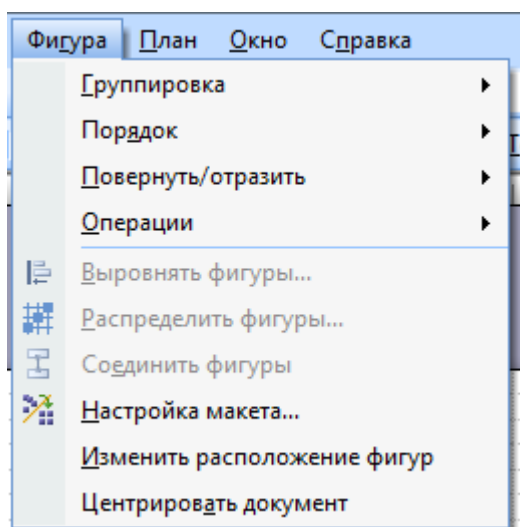 Фигура План Окно Справка
Группировка
Порядок
Повернуть/отразить
Операции
Выровнять фигуры...
Распределить фигуры...
Соединить фигуры
Настройка макета...
Изменить расположение фигур
Центрировать документ